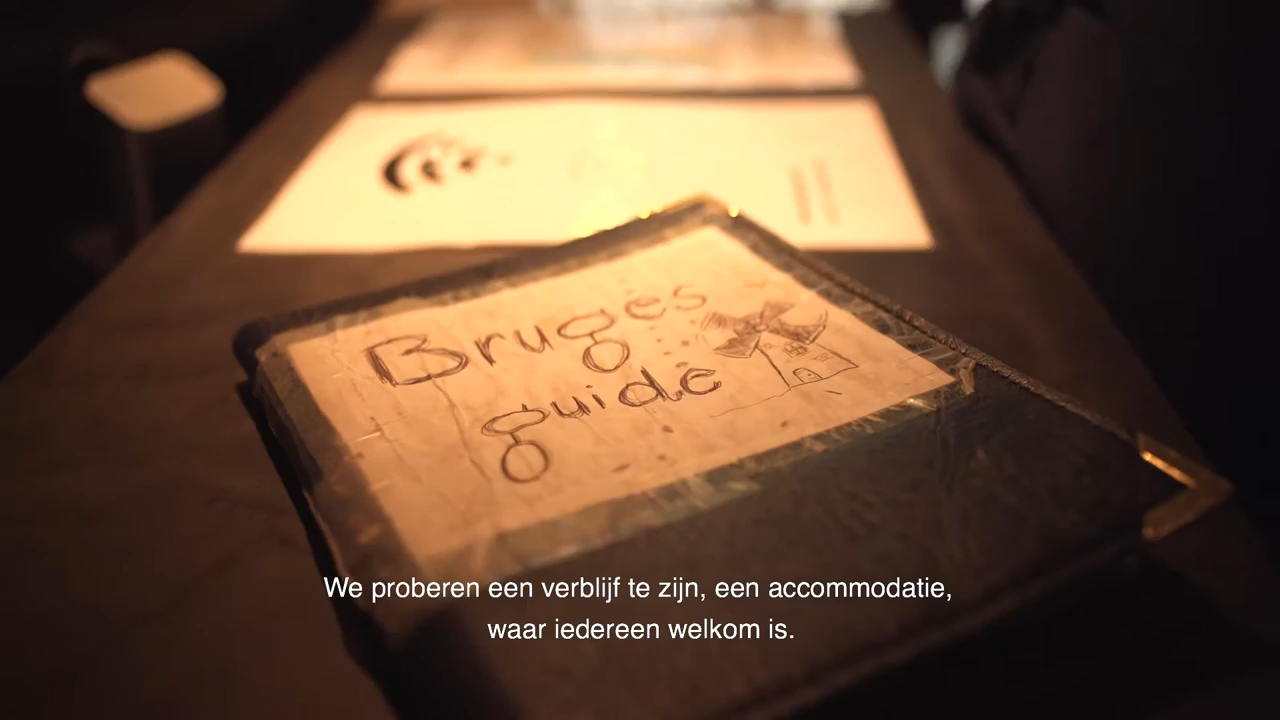 Bruges
guide
We proberen een verblijf te zijn, een accommodatie,
waar iedereen welkom is.